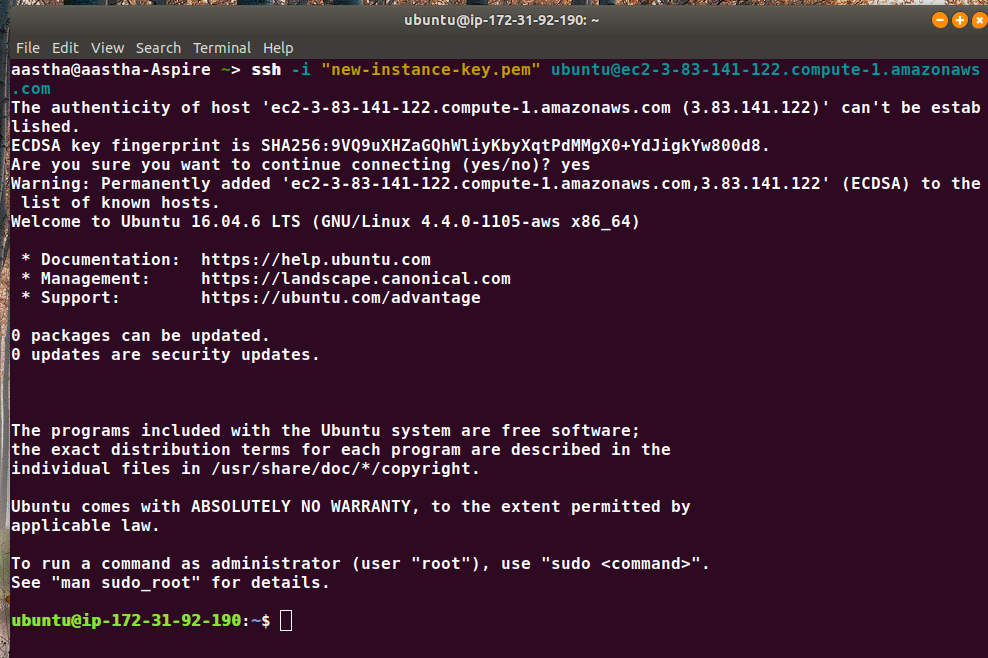 ubuntu@ip-172-31-92-190: ~
File Edit View Search Terminal Help
aastha@aastha-Aspire ~> ssh -i "new-instance-key.pem" ubuntu@ec2-3-83-141-122.compute-1.amazonaws
.com
The authenticity of host 'ec2-3-83-141-122.compute-1.amazonaws.com (3.83.141.122)' can't be estab
lished.
ECDSA key fingerprint is SHA256:9VQ9uXHZaGQhWliyKbyXqtPdMMgX0+YdJigkYw800d8.
Are you sure you want to continue connecting (yes/no)? yes
Warning: Permanently added 'ec2-3-83-141-122.compute-1.amazonaws.com,3.83.141.122' (ECDSA) to the
 list of known hosts.
Welcome to Ubuntu 16.04.6 LTS (GNU/Linux 4.4.0-1105-aws x86_64)
 * Documentation:  https://help.ubuntu.com
 * Management:     https://landscape.canonical.com
 * Support:        https://ubuntu.com/advantage
0 packages can be updated.
0 updates are security updates.
The programs included with the Ubuntu system are free software;
the exact distribution terms for each program are described in the
individual files in /usr/share/doc/*/copyright.
Ubuntu comes with ABSOLUTELY NO WARRANTY, to the extent permitted by
applicable law.
To run a command as administrator (user "root"), use "sudo <command>".
See "man sudo_root" for details.
ubuntu@ip-172-31-92-190:~$